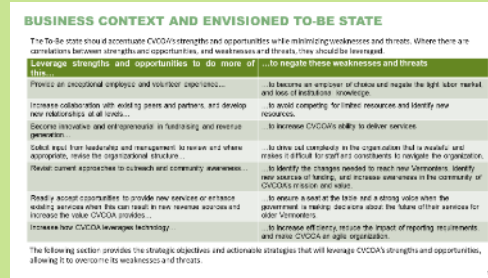 BUSINESS CONTEXT AND ENVISIONED TO-BE STATE
The To-Be state should accentuate CVCOA's strengths and opportunities while minimizing weaknesses and threats. Where there are
correlations between strengths and opportunities, and weaknesses and threats, they should be leveraged.
Leverage strengths and opportunities to do more of
this…
…to negate these weaknesses and threats
Provide an exceptional employee and volunteer experience…
…to become an employer of choice and negate the tight labor market
and loss of institutional knowledge.
Increase collaboration with existing peers and partners, and develop
new relationships at all levels…
…to avoid competing for limited resources and identify new
resources.
Become innovative and entrepreneurial in fundraising and revenue
generation…
…to increase CVCOA's ability to deliver services
Solicit input from leadership and management to review and where
appropriate, revise the organizational structure…
…to drive out complexity in the organization that is wasteful and
makes it difficult for staff and constituents to navigate the organization.
Revisit current approaches to outreach and community awareness…
…to identify the changes needed to reach new Vermonters. Identify
new sources of funding, and increase awareness in the community of
CVCOA's mission and value.
Readily accept opportunities to provide new services or enhance
existing services when this can result in new revenue sources and
increase the value CVCOA provides…
…to ensure a seat at the table and a strong voice when the
government is making decisions about the future of their services for
older Vermonters.
Increase how CVCOA leverages technology…
…to increase efficiency, reduce the impact of reporting requirements,
and make CVCOA an agile organization.
The following section provides the strategic objectives and actionable strategies that will leverage CVCOA's strengths and opportunities,
allowing it to overcome its weaknesses and threats.